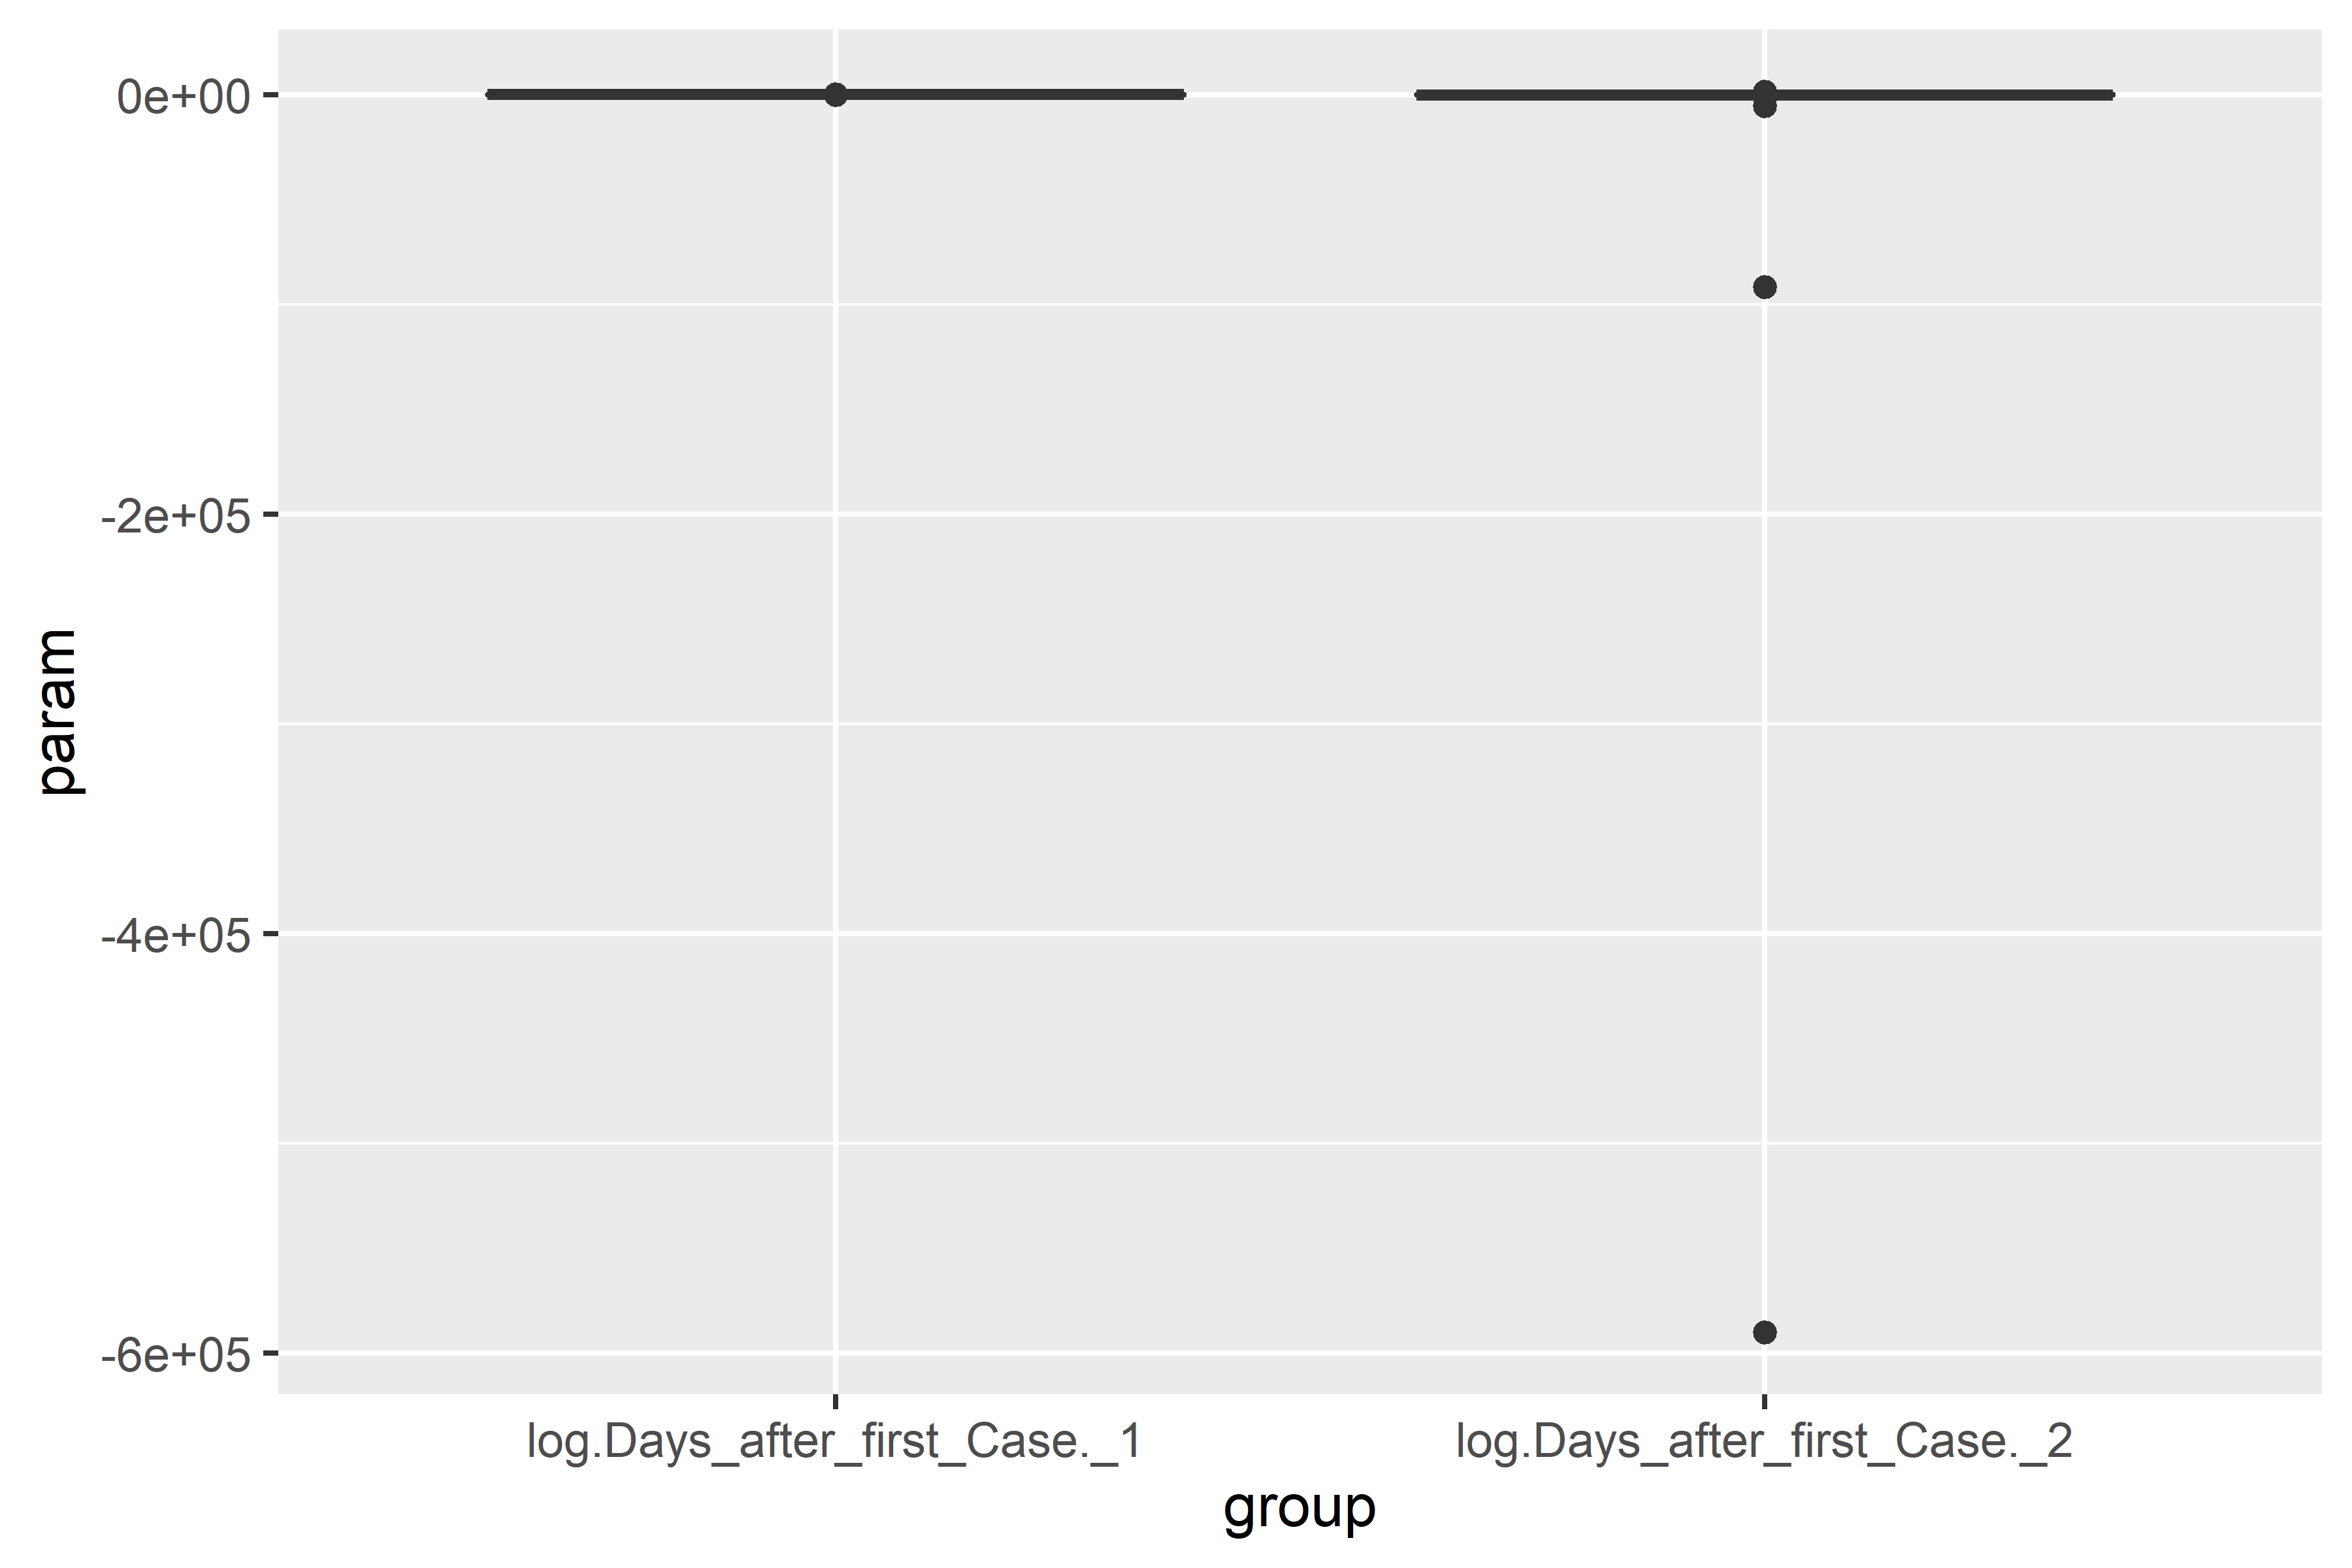 param
0e+00
-2e+05
-4e+05
-6e+05
log.Days_after_first_Case._1
log.Days_after_first_Case._2
group